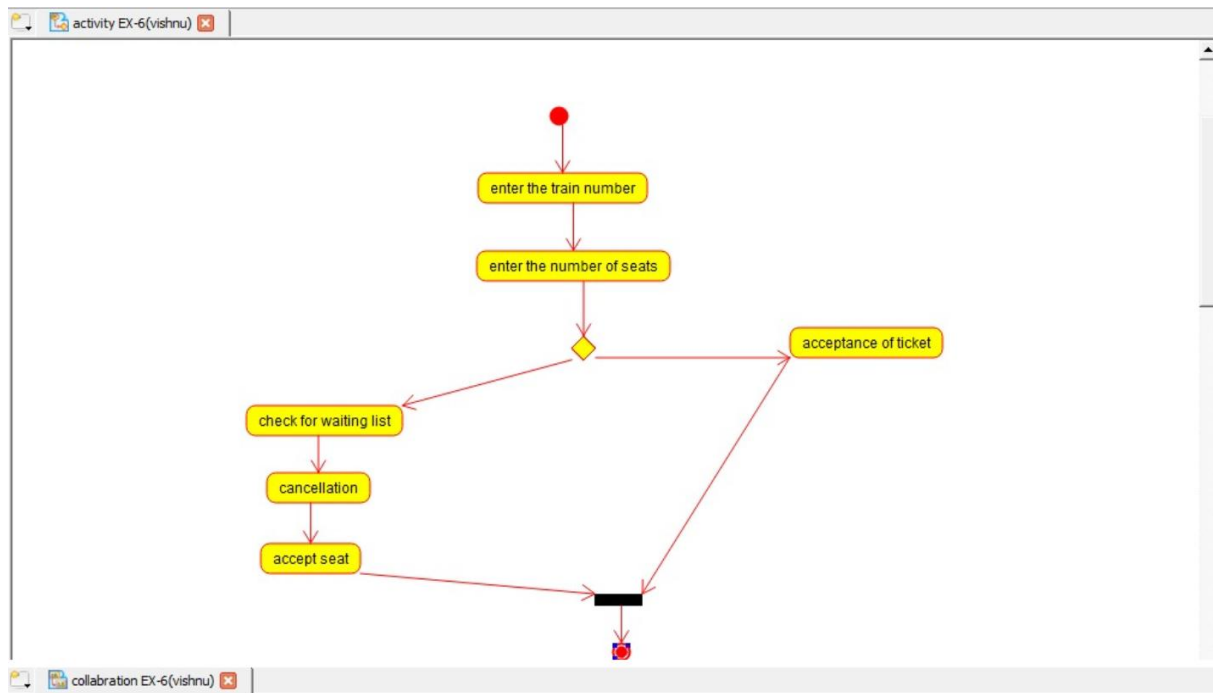 activity EX-6(vishnu)
enter the train number
enter the number of seats
acceptance of ticket
check for waiting list
cancellation
accept seat
collabration EX-6(vishnu)